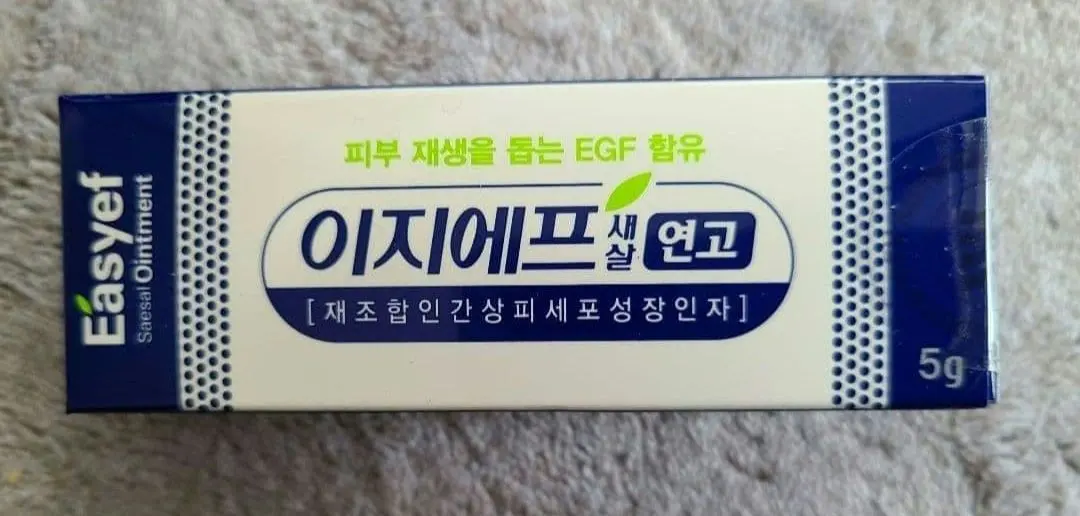 Easyef
Saesal Ointment
피부 재생을 돕는 EGF 함유
이지에프 새살 연고
[재조합인간상피세포성장인자]
5g